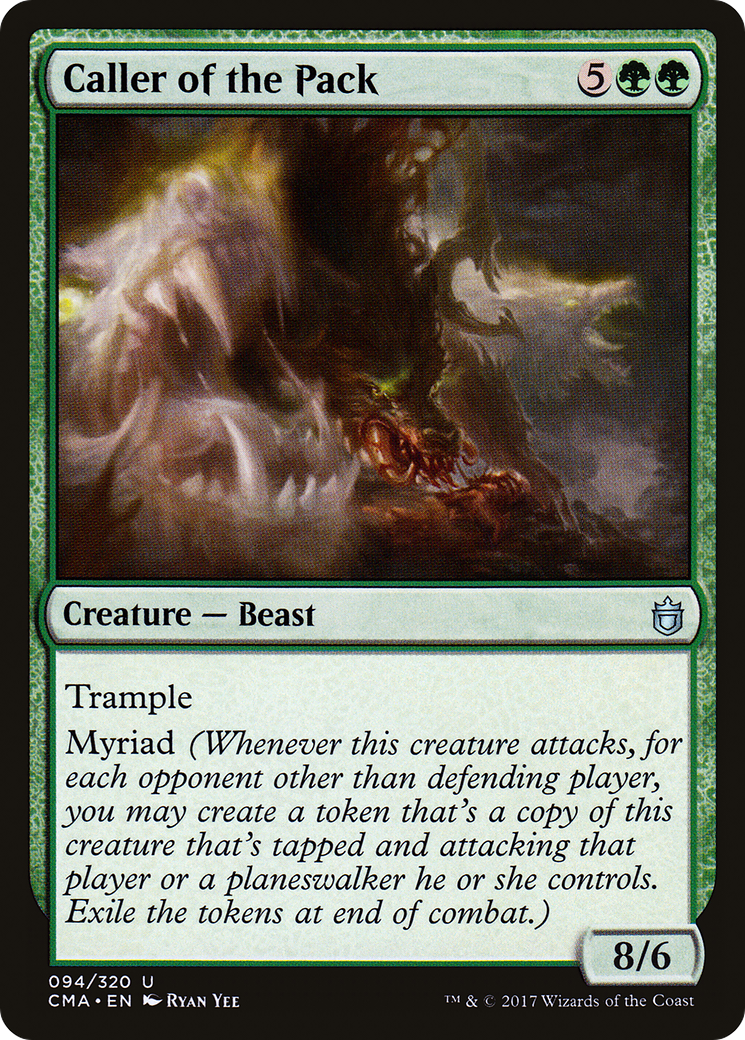 Caller of the Pack
5
Creature — Beast
Trample
Myriad (Whenever this creature attacks, for
each opponent other than defending player,
you may create a token that's a copy of this
creature that's tapped and attacking that
player or a planeswalker he or she controls.
Exile the tokens at end of combat.)
8/6
094/320 U
CMA • EN Ryan Yee
™ & © 2017 Wizards of the Coast